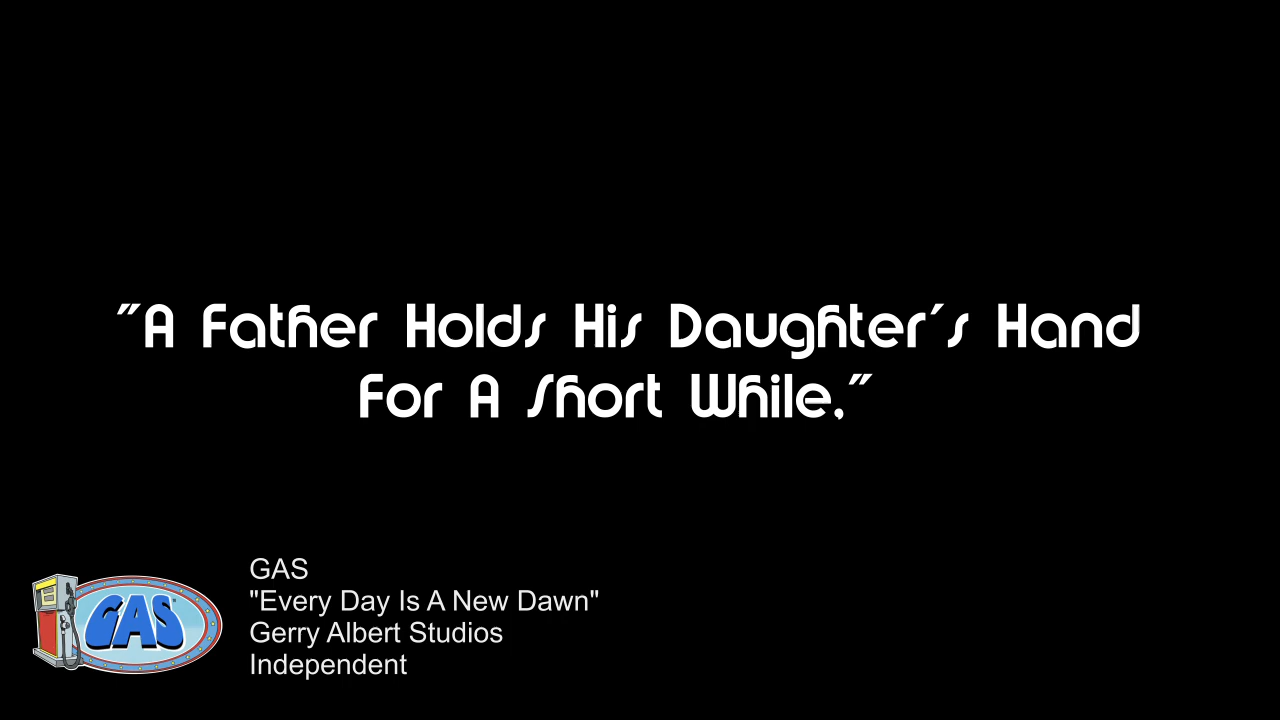 "A Father Holds His Daughter's Hand
For A Short While,"
GAS
"Every Day Is A New Dawn"
Gerry Albert Studios
Independent
GAS